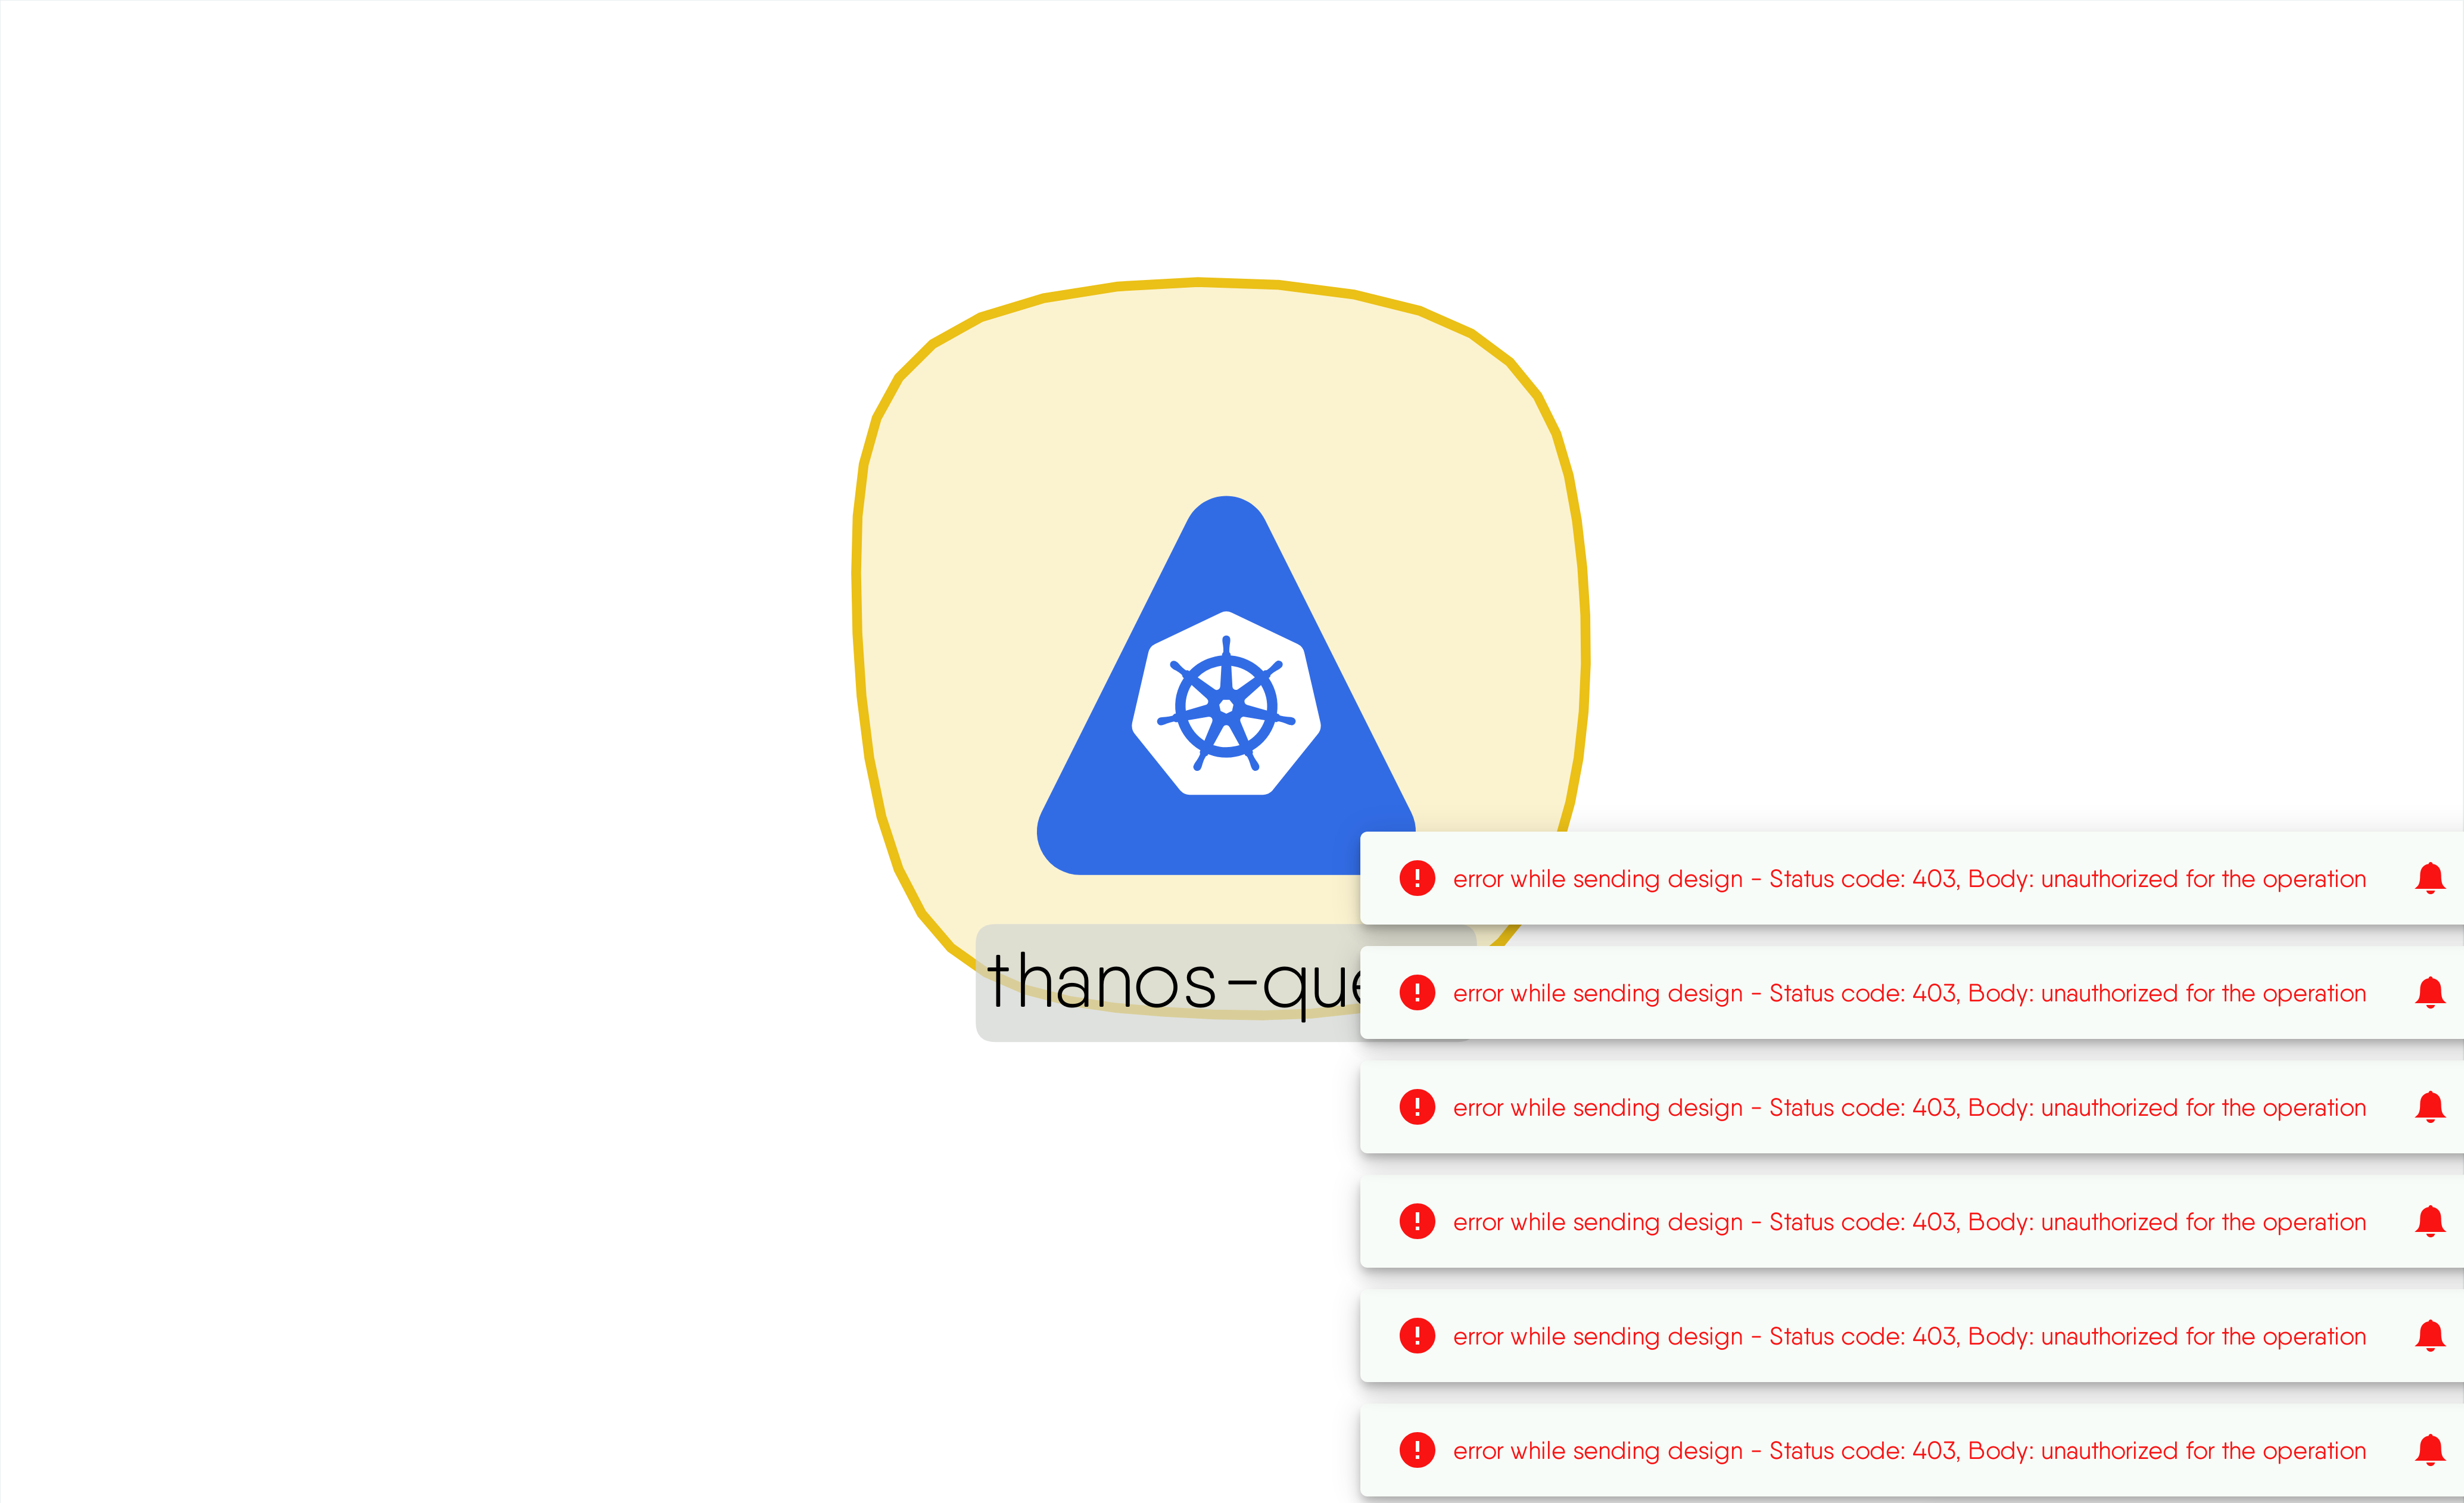 error while sending design - Status code: 403, Body: unauthorized for the operation
error while sending design - Status code: 403, Body: unauthorized for the operation
error while sending design - Status code: 403, Body: unauthorized for the operation
error while sending design - Status code: 403, Body: unauthorized for the operation
error while sending design - Status code: 403, Body: unauthorized for the operation
error while sending design - Status code: 403, Body: unauthorized for the operation